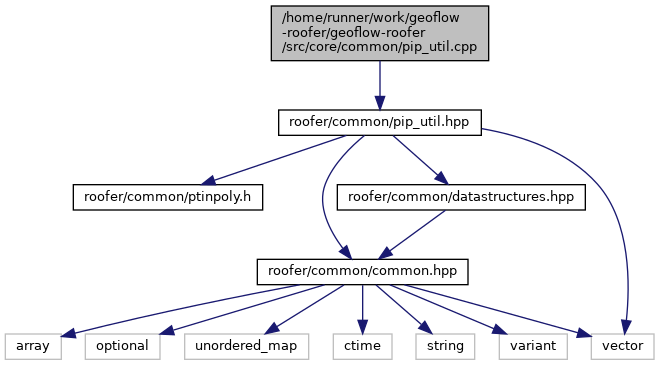 /home/runner/work/geoflow
-roofer/geoflow-roofer
/src/core/common/pip_util.cpp
roofer/common/pip_util.hpp
roofer/common/ptinpoly.h
roofer/common/datastructures.hpp
roofer/common/common.hpp
array
optional
unordered_map
ctime
string
variant
vector